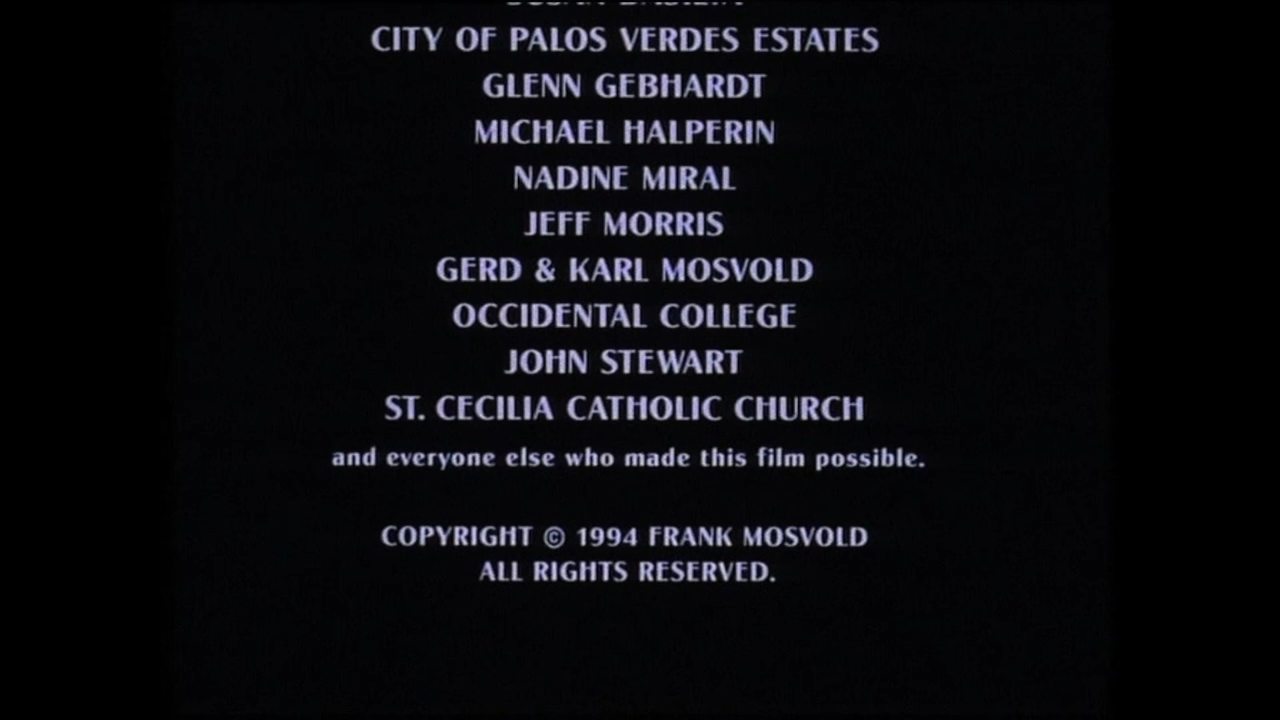 CITY OF PALOS VERDES ESTATES
GLENN GEBHARDT
MICHAEL HALPERIN
NADINE MIRAL
JEFF MORRIS
GERD & KARL MOSVOLD
OCCIDENTAL COLLEGE
JOHN STEWART
ST. CECILIA CATHOLIC CHURCH
and everyone else who made this film possible.
COPYRIGHT © 1994 FRANK MOSVOLD
ALL RIGHTS RESERVED.